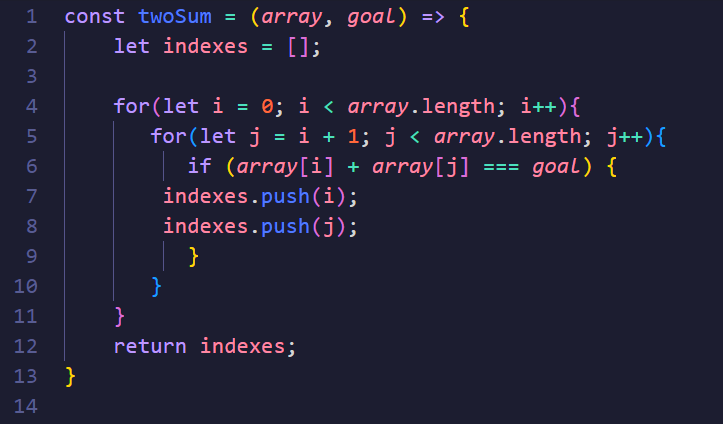 1 const twoSum = (array, goal) => {
2     let indexes = [];
3
4     for(let i = 0; i < array.length; i++){
5        for(let j = i + 1; j < array.length; j++){
6           if (array[i] + array[j] === goal) {
7         indexes.push(i);
8         indexes.push(j);
9           }
10        }
11     }
12     return indexes;
13 }
14